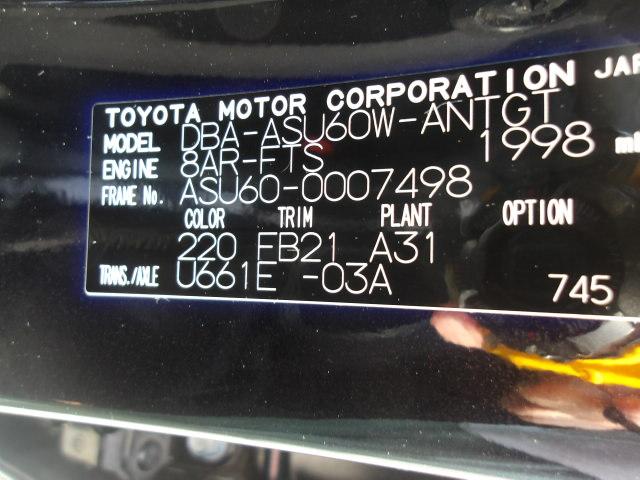 TOYOTA MOTOR CORPORATION JAP
MODEL DBA-ASU60W-ANTGT
ENGINE 8AR-FTS 1998 m
FRAME No. ASU60-0007498
COLOR TRIM PLANT OPTION
220 EB21 A31
TRANS./AXLE U661E -03A
745